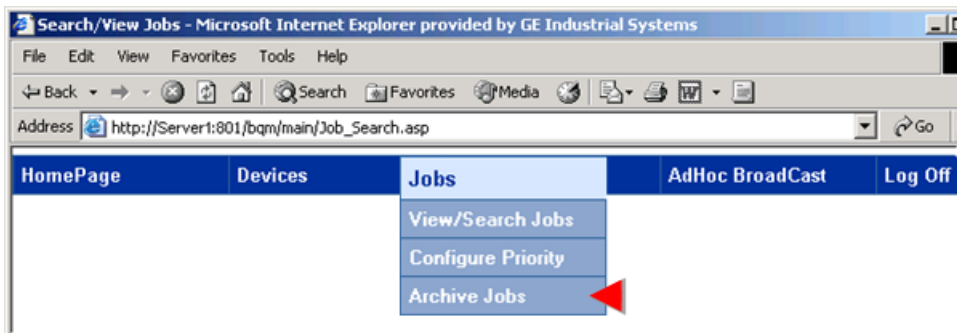 Search/View Jobs - Microsoft Internet Explorer provided by GE Industrial Systems
File Edit View Favorites Tools Help
Back Search Favorites Media
Address http://Server1:801/bqm/main/Job_Search.asp Go
HomePage Devices Jobs AdHoc BroadCast Log Off
View/Search Jobs
Configure Priority
Archive Jobs